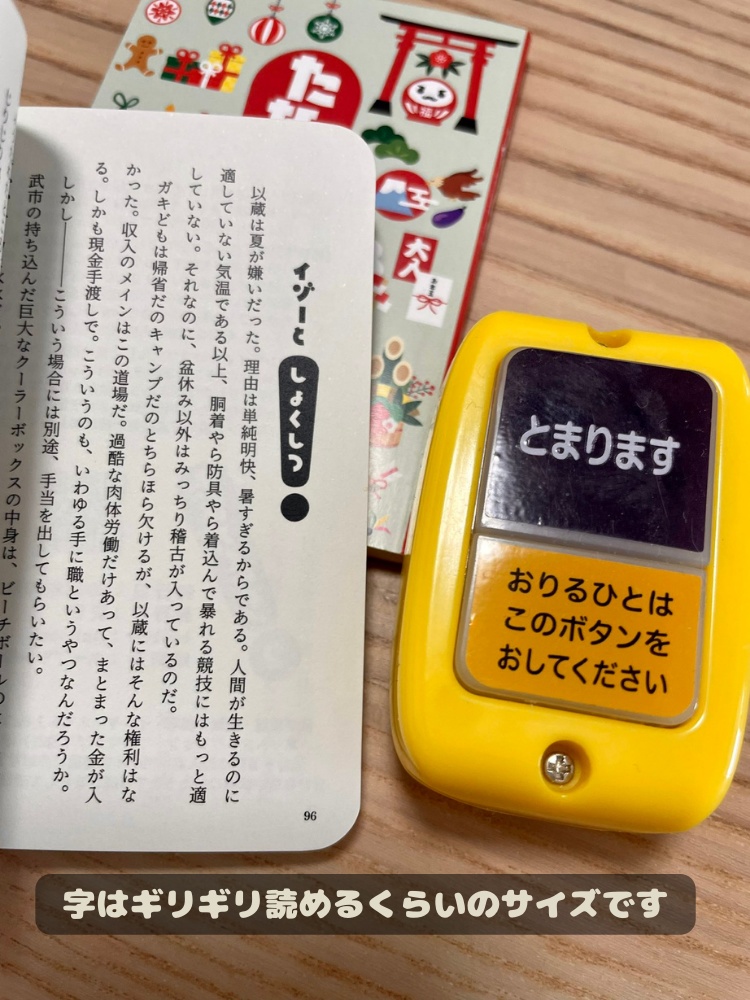 イゾーとしょくしつ
以蔵は夏が嫌いだった。理由は単純明快、暑すぎるからである。人間が生きるのに
適していない気温である以上、胴着やら防具やら着込んで暴れる競技にはもっと適
していない。それなのに、盆休み以外はみっちり稽古が入っているのだ。
ガキどもは帰省だのキャンプだのとちらほら欠けるが、以蔵にはそんな権利はな
かった。収入のメインはこの道場だ。過酷な肉体労働だけあって、まとまった金が入
る。しかも現金手渡しで。こういうのも、いわゆる手に職というやつなんだろうか。
しかし――こういう場合には別途、手当を出してもらいたい。
武市の持ち込んだ巨大なクーラーボックスの中身は、ビーチボールの
96
た
福
大人
とまります
おりるひとは
このボタンを
おしてください
字はギリギリ読めるくらいのサイズです